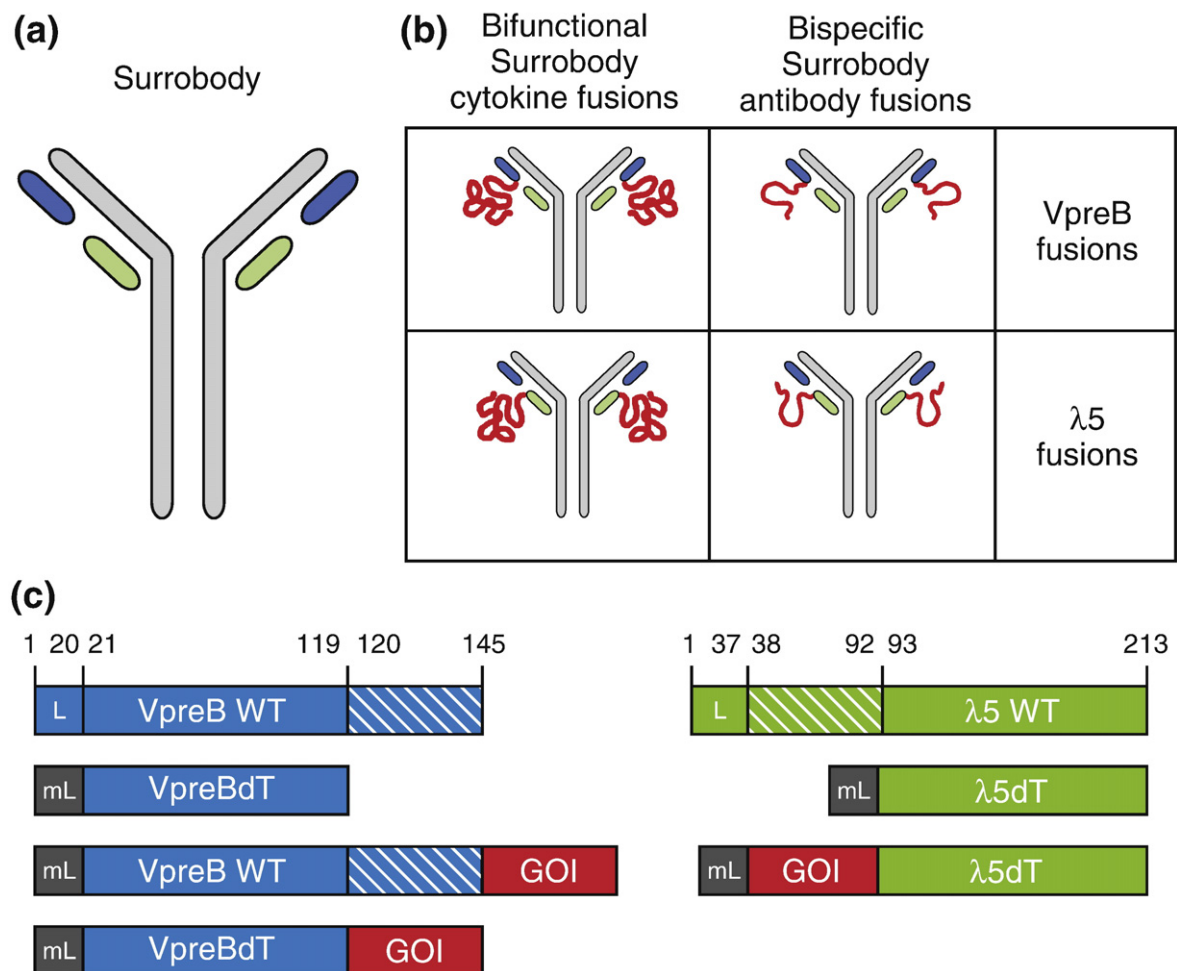 (a)
Surrobody
(b)
Bifunctional
Surrobody
cytokine fusions
Bispecific
Surrobody
antibody fusions
VpreB
fusions
λ5
fusions
(c)
1 20 21 119 120 145
L VpreB WT
mL VpreBdT
mL VpreB WT GOI
mL VpreBdT GOI
1 37 38 92 93 213
L λ5 WT
mL λ5dT
mL GOI λ5dT